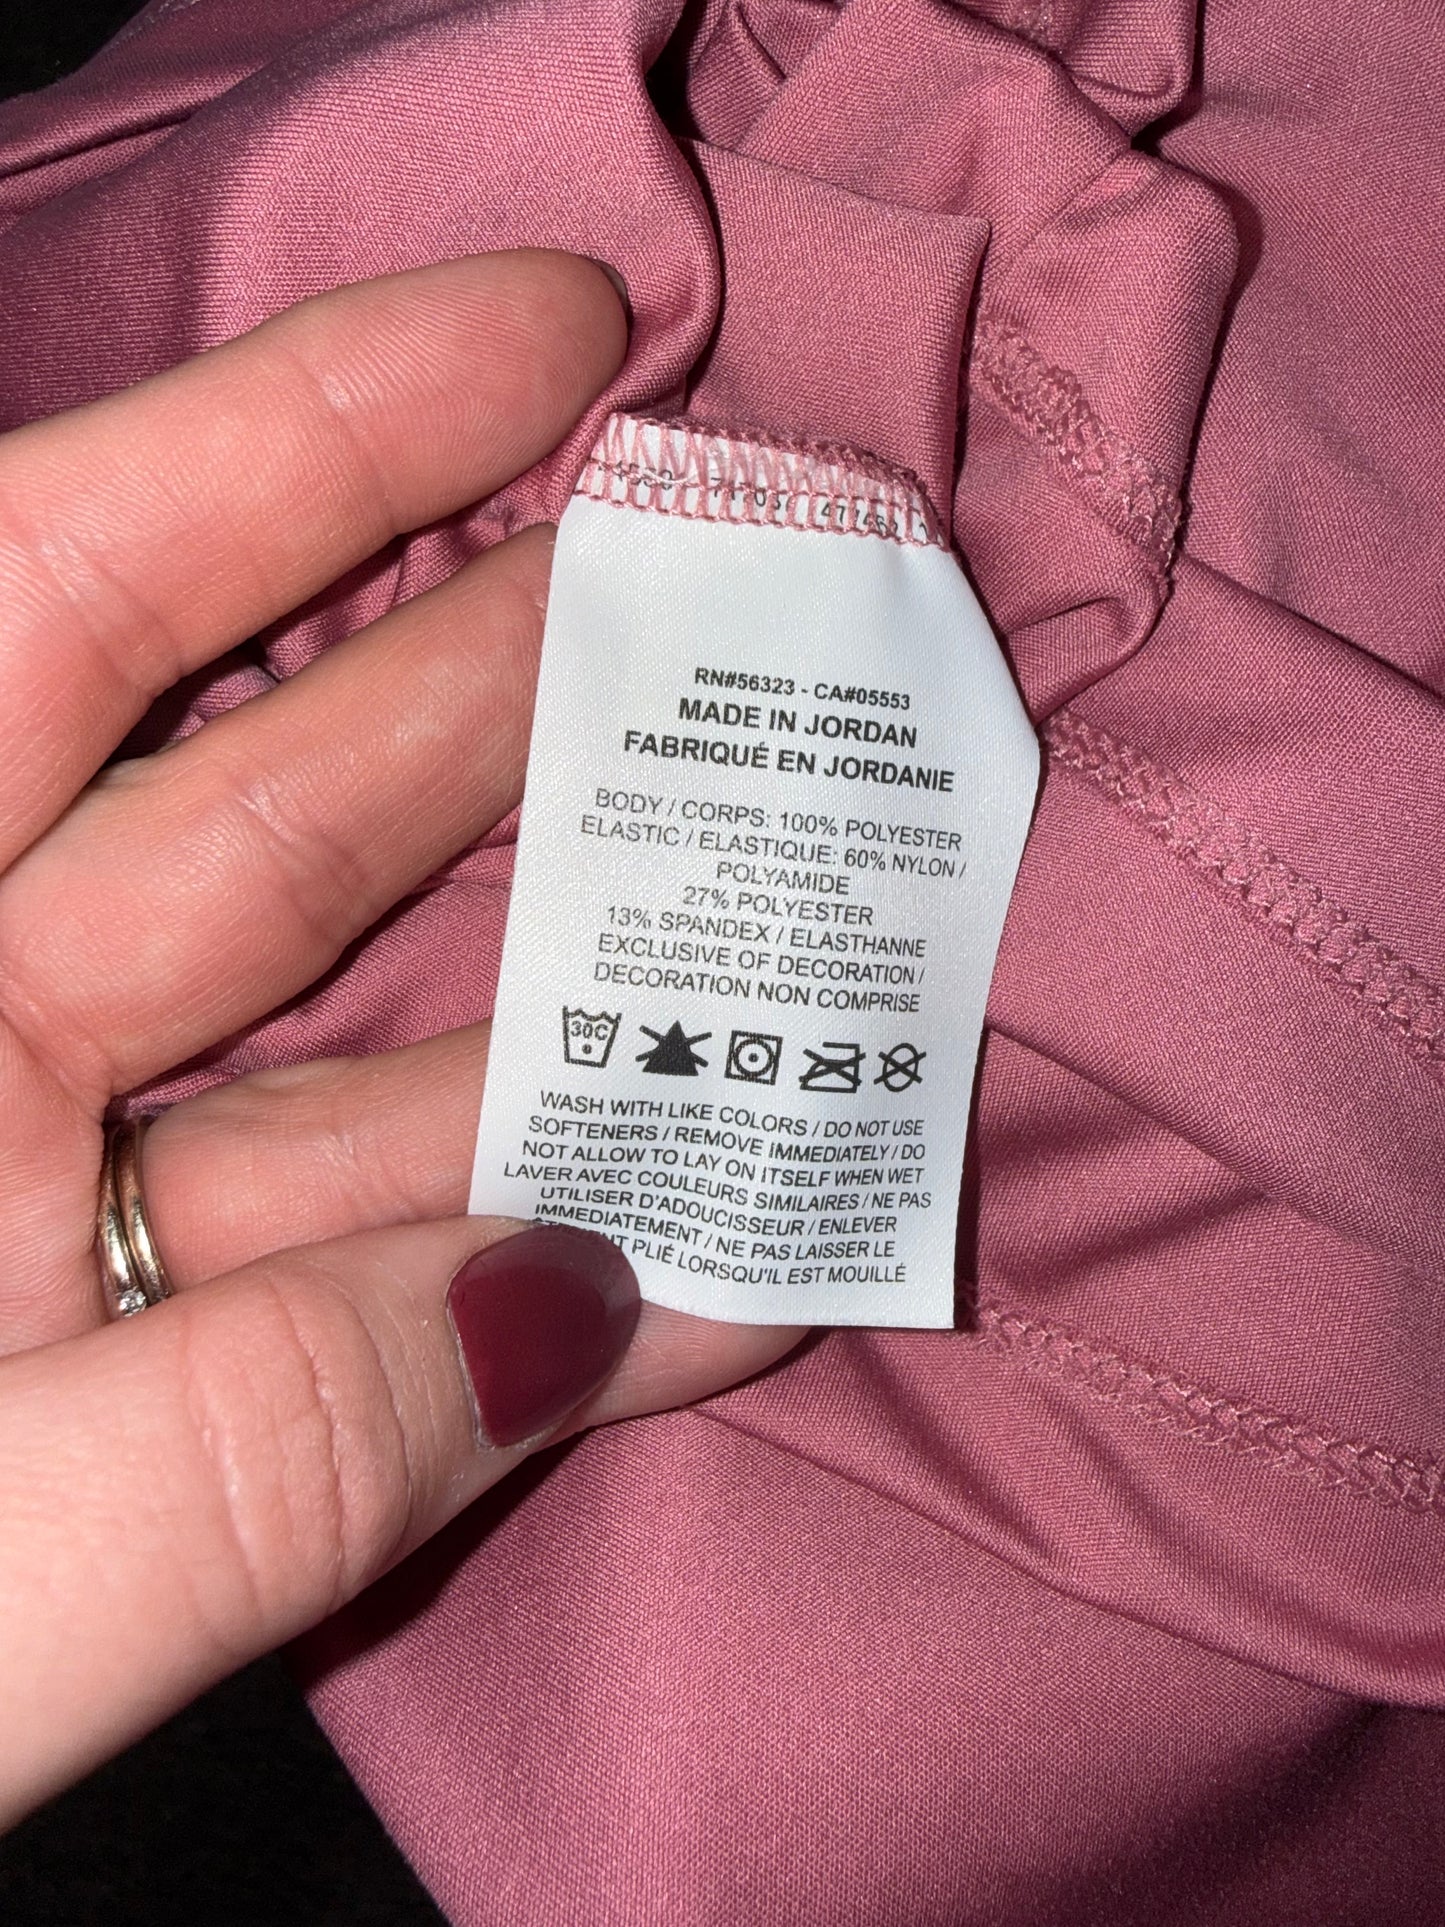 RN#56323 - CA#05553
MADE IN JORDAN
FABRIQUÉ EN JORDANIE
BODY / CORPS: 100% POLYESTER
ELASTIC / ELASTIQUE: 60% NYLON /
POLYAMIDE
27% POLYESTER
13% SPANDEX / ELASTHANNE
EXCLUSIVE OF DECORATION /
DECORATION NON COMPRISE
30C
WASH WITH LIKE COLORS / DO NOT USE
SOFTENERS / REMOVE IMMEDIATELY / DO
NOT ALLOW TO LAY ON ITSELF WHEN WET
LAVER AVEC COULEURS SIMILAIRES / NE PAS
UTILISER D'ADOUCISSEUR / ENLEVER
IMMEDIATEMENT / NE PAS LAISSER LE
PLIÉ LORSQU'IL EST MOUILLÉ